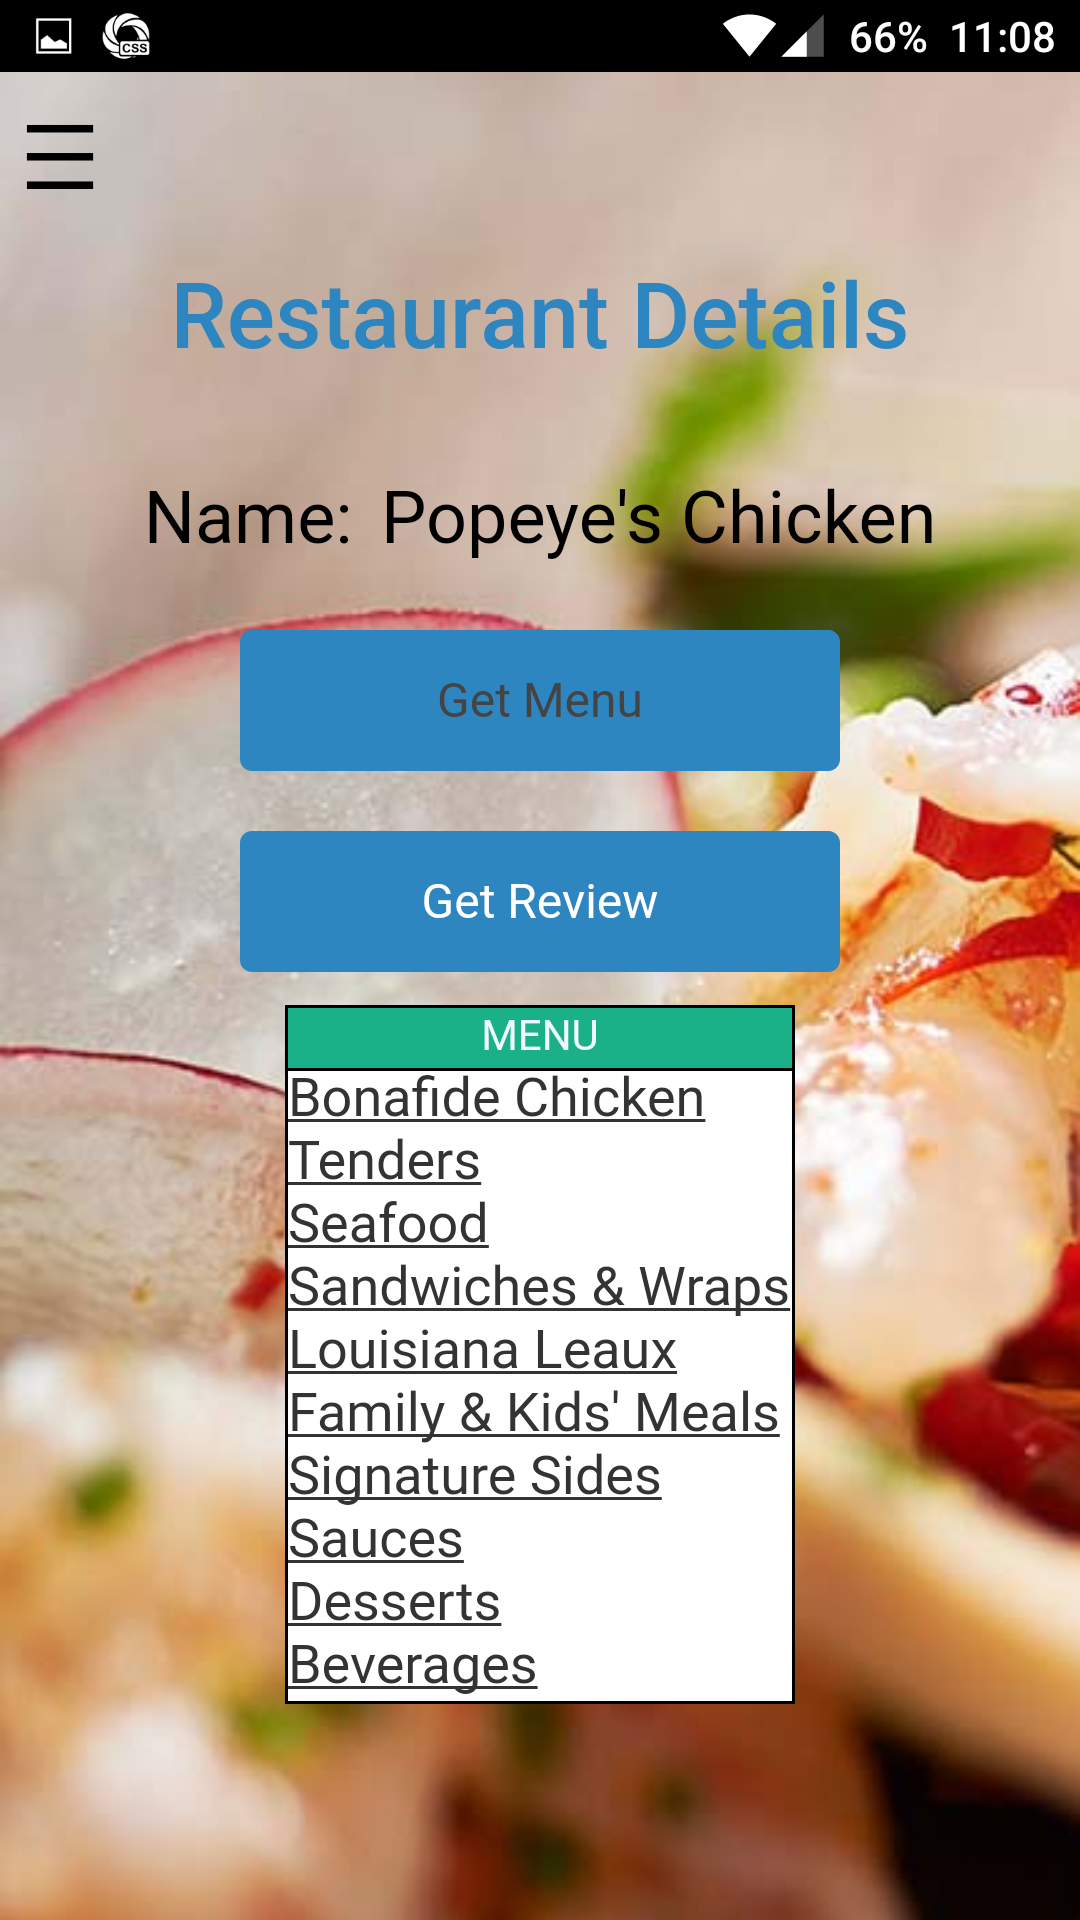 CSS
66% 11:08
Restaurant Details
Name: Popeye's Chicken
Get Menu
Get Review
MENU
Bonafide Chicken
Tenders
Seafood
Sandwiches & Wraps
Louisiana Leaux
Family & Kids' Meals
Signature Sides
Sauces
Desserts
Beverages